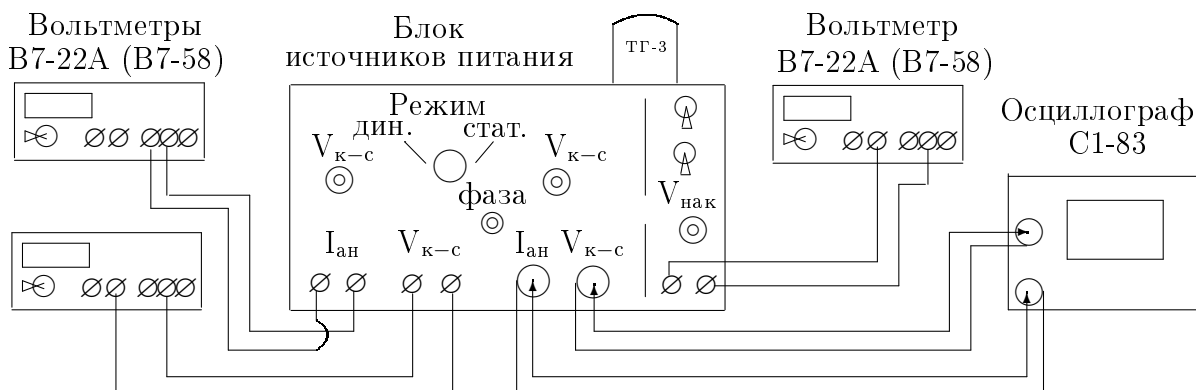 Вольтметры
В7-22А (В7-58)
Блок
источников питания
ТГ-3
Вольтметр
В7-22А (В7-58)
Осциллограф
С1-83
Режим
дин.
стат.
Vк−с
Vк−с
фаза
Vнак
Iан
Vк−с
Iан
Vк−с